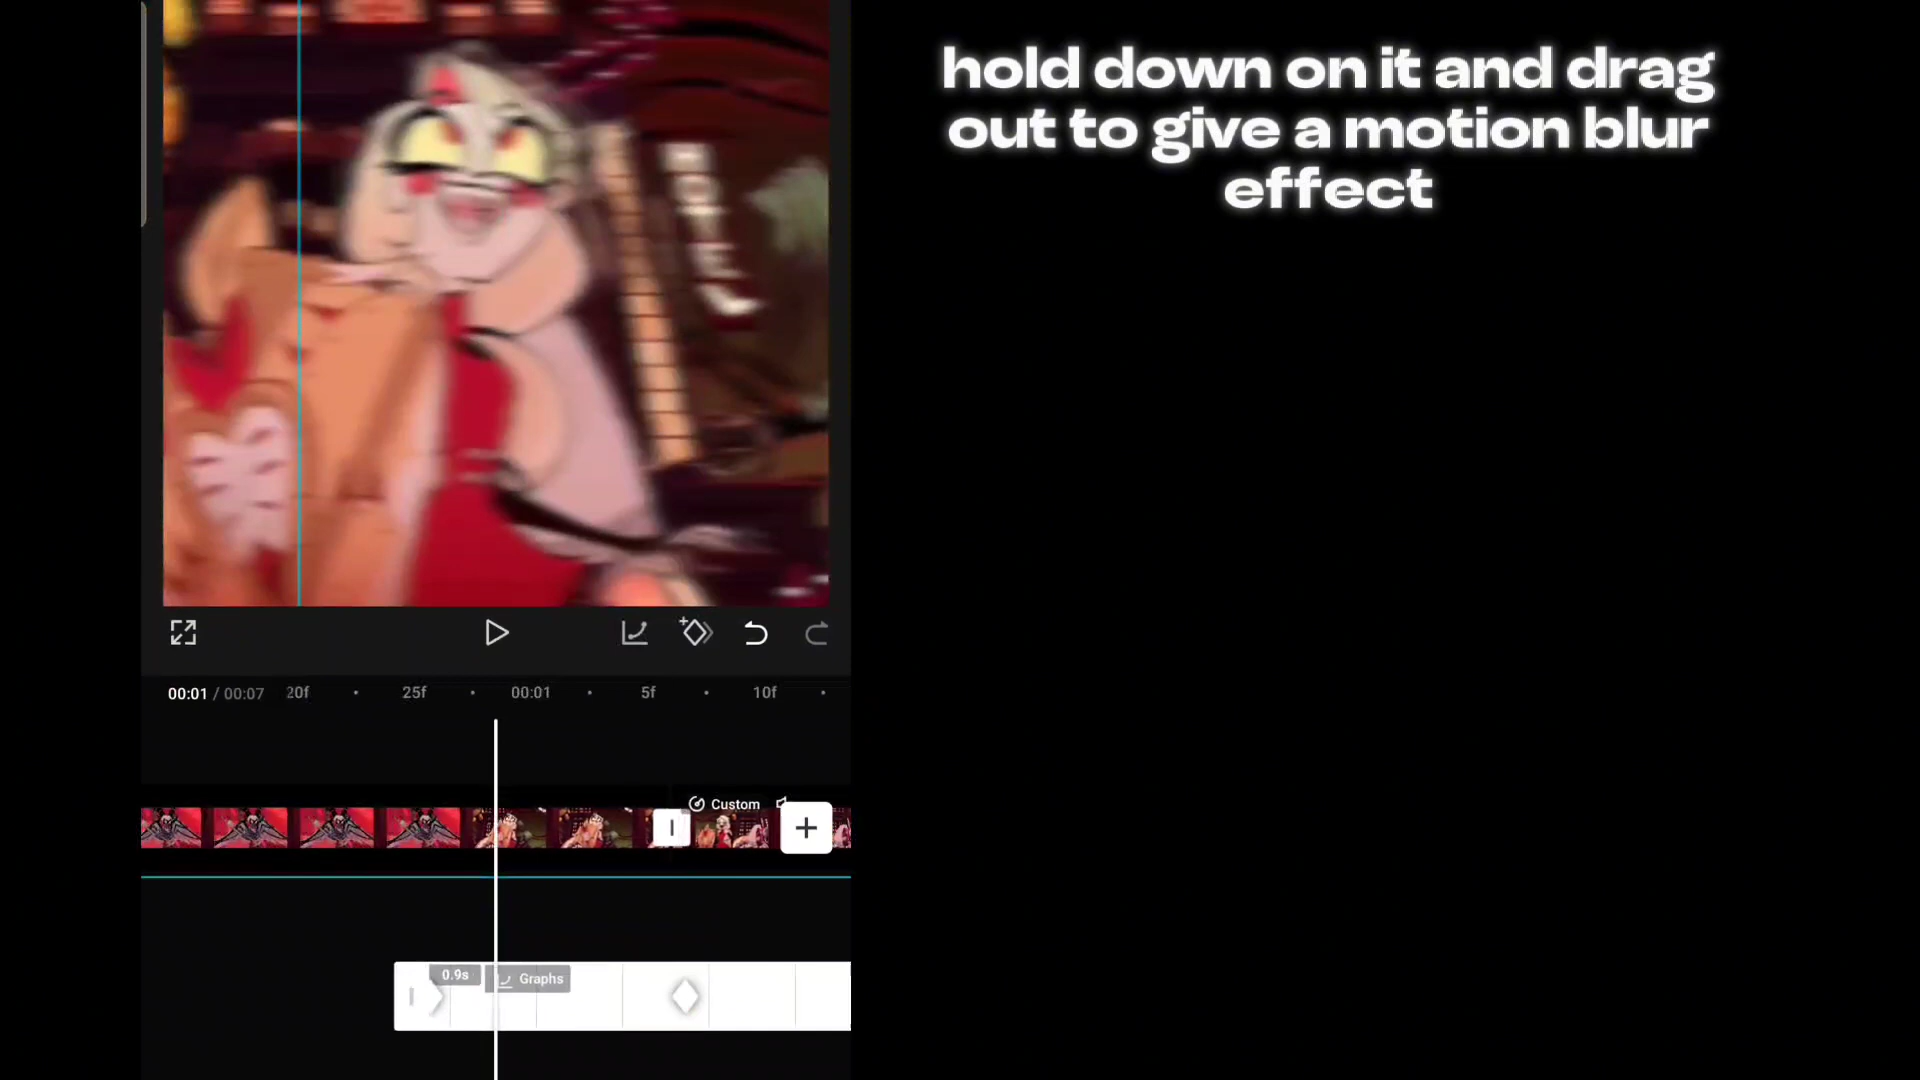 hold down on it and drag
out to give a motion blur
effect
00:01 / 00:07 20f 25f 00:01 5f 10f
Custom
0.9s Graphs